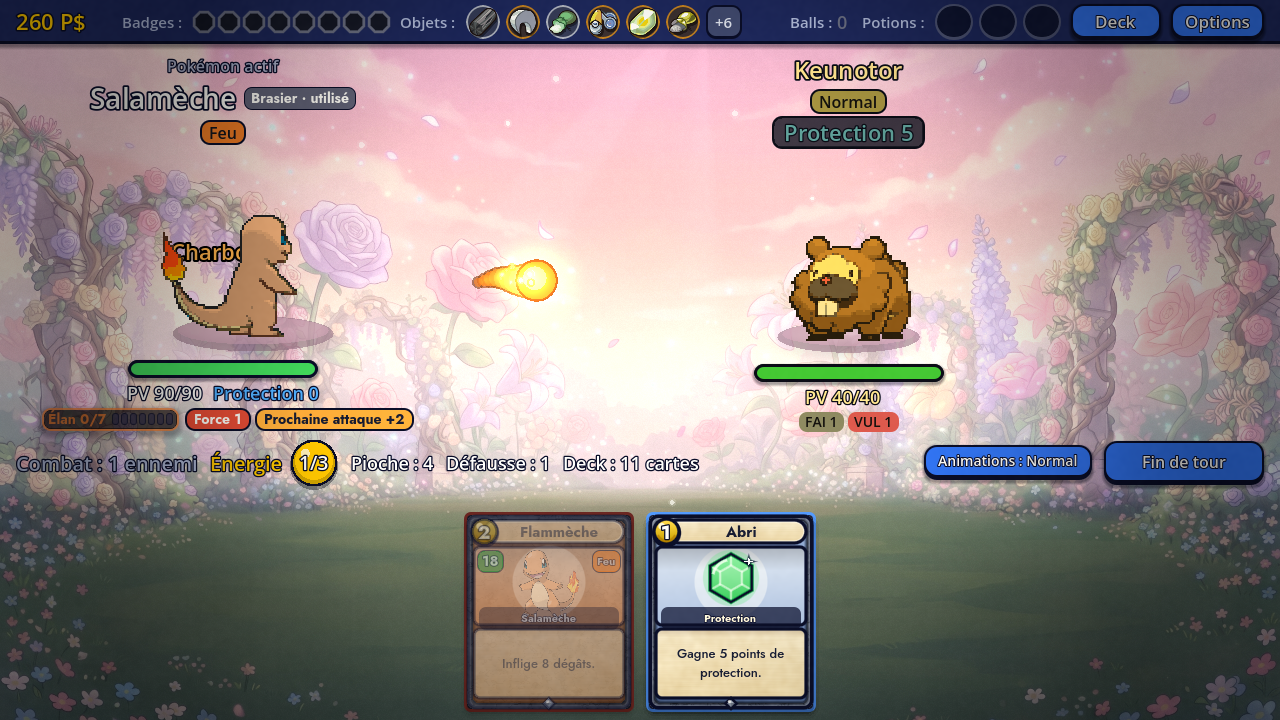 260 P$ Badges : Objets : +6 Balls : 0 Potions : Deck Options
Pokémon actif
Salamèche Brasier · utilisé
Feu
Keunotor
Normal
Protection 5
PV 90/90 Protection 0
Élan 0/7 Force 1 Prochaine attaque +2
PV 40/40
FAI 1 VUL 1
Combat : 1 ennemi Énergie 1/3 Pioche : 4 Défausse : 1 Deck : 11 cartes
Animations : Normal Fin de tour
2 Flammèche
18 Feu
Salamèche
Inflige 8 dégâts.
1 Abri
Protection
Gagne 5 points de
protection.